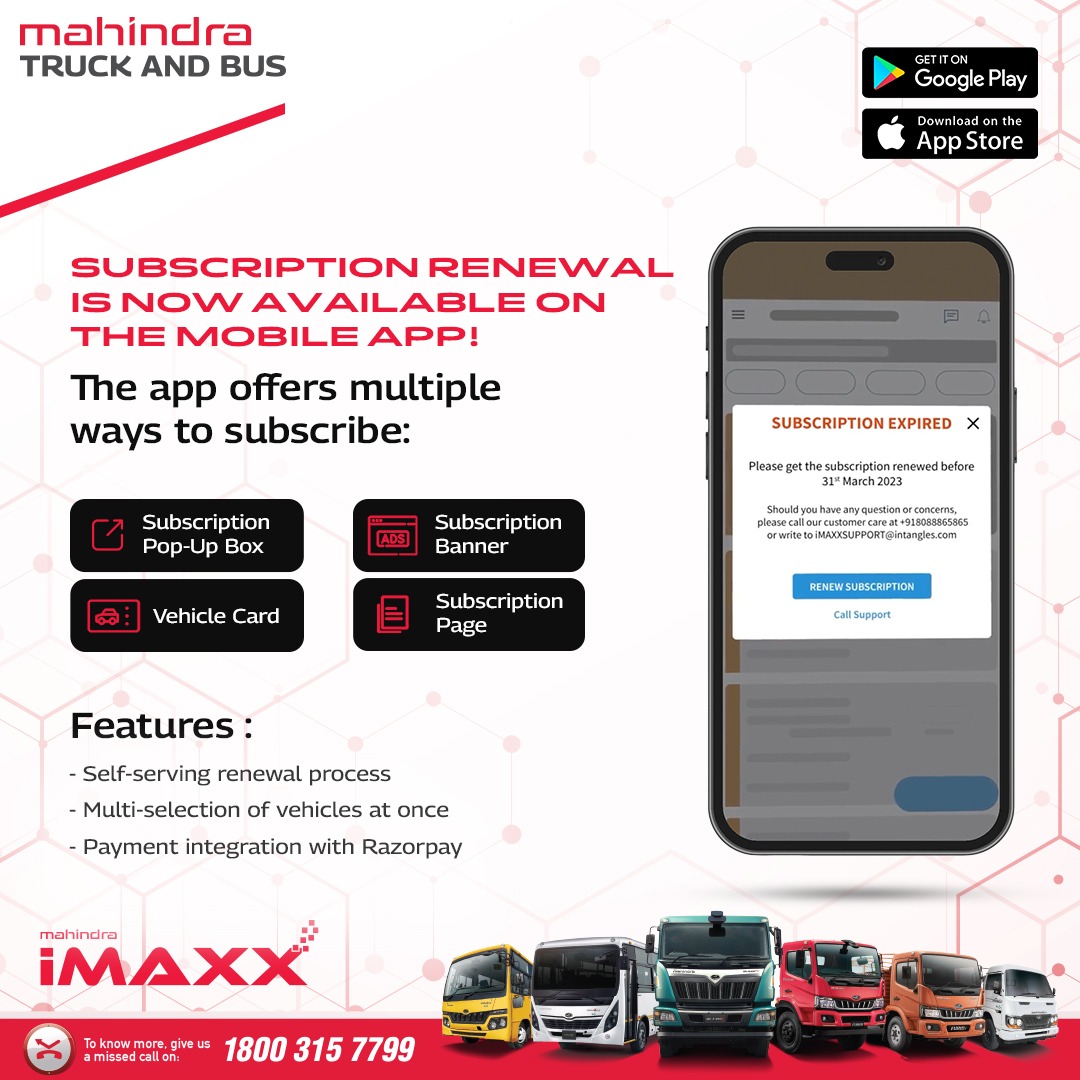 mahindra
TRUCK AND BUS
GET IT ON
Google Play
Download on the
App Store
SUBSCRIPTION RENEWAL
IS NOW AVAILABLE ON
THE MOBILE APP!
The app offers multiple
ways to subscribe:
Subscription
Pop-Up Box
ADS
Subscription
Banner
Vehicle Card
Subscription
Page
SUBSCRIPTION EXPIRED
Please get the subscription renewed before
31st March 2023
Should you have any question or concerns,
please call our customer care at +918088865865
or write to iMAXXSUPPORT@intangles.com
RENEW SUBSCRIPTION
Call Support
Features :
- Self-serving renewal process
- Multi-selection of vehicles at once
- Payment integration with Razorpay
mahindra
iMAXX
To know more, give us
a missed call on:
1800 315 7799